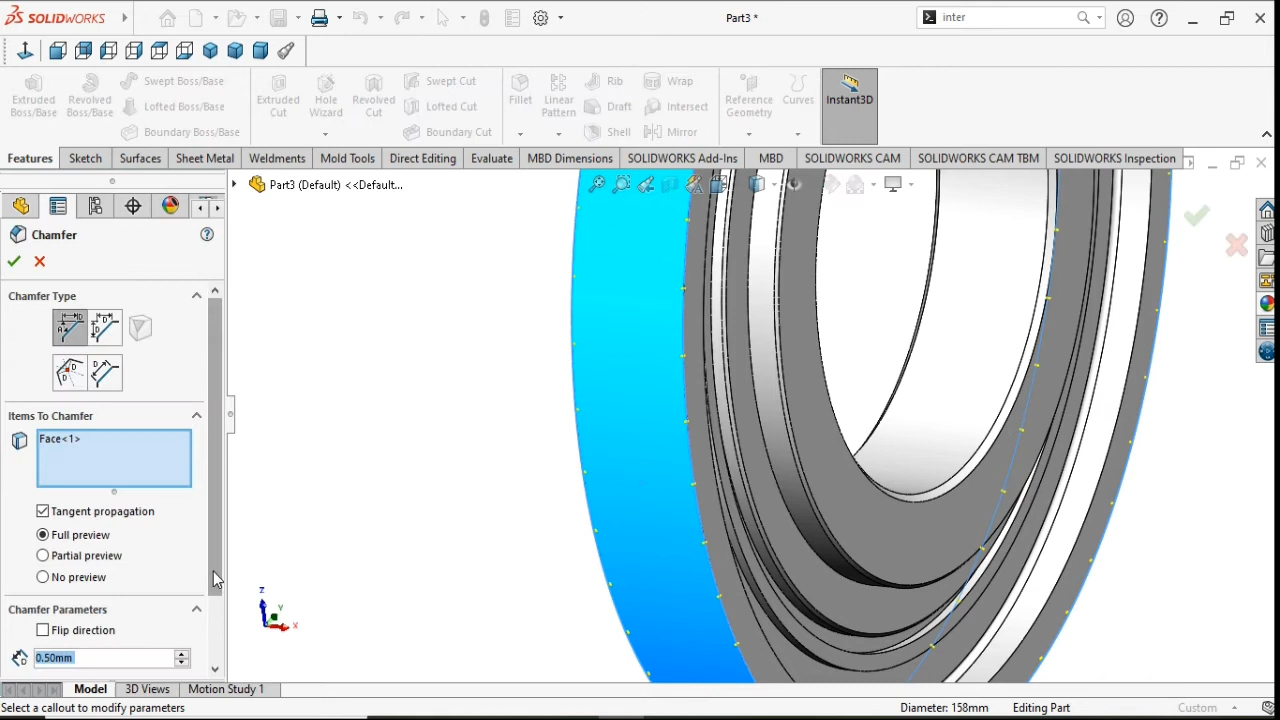 SOLIDWORKS
Part3 *
inter
Extruded Boss/Base
Revolved Boss/Base
Swept Boss/Base
Lofted Boss/Base
Boundary Boss/Base
Extruded Cut
Hole Wizard
Revolved Cut
Swept Cut
Lofted Cut
Boundary Cut
Fillet
Linear Pattern
Rib
Draft
Shell
Wrap
Intersect
Mirror
Reference Geometry
Curves
Instant3D
Features Sketch Surfaces Sheet Metal Weldments Mold Tools Direct Editing Evaluate MBD Dimensions SOLIDWORKS Add-Ins MBD SOLIDWORKS CAM SOLIDWORKS CAM TBM SOLIDWORKS Inspection
Part3 (Default) <<Default...
Chamfer
Chamfer Type
Items To Chamfer
Face<1>
Tangent propagation
Full preview
Partial preview
No preview
Chamfer Parameters
Flip direction
0.50mm
Z
Y
X
Model 3D Views Motion Study 1
Select a callout to modify parameters
Diameter: 158mm
Editing Part
Custom